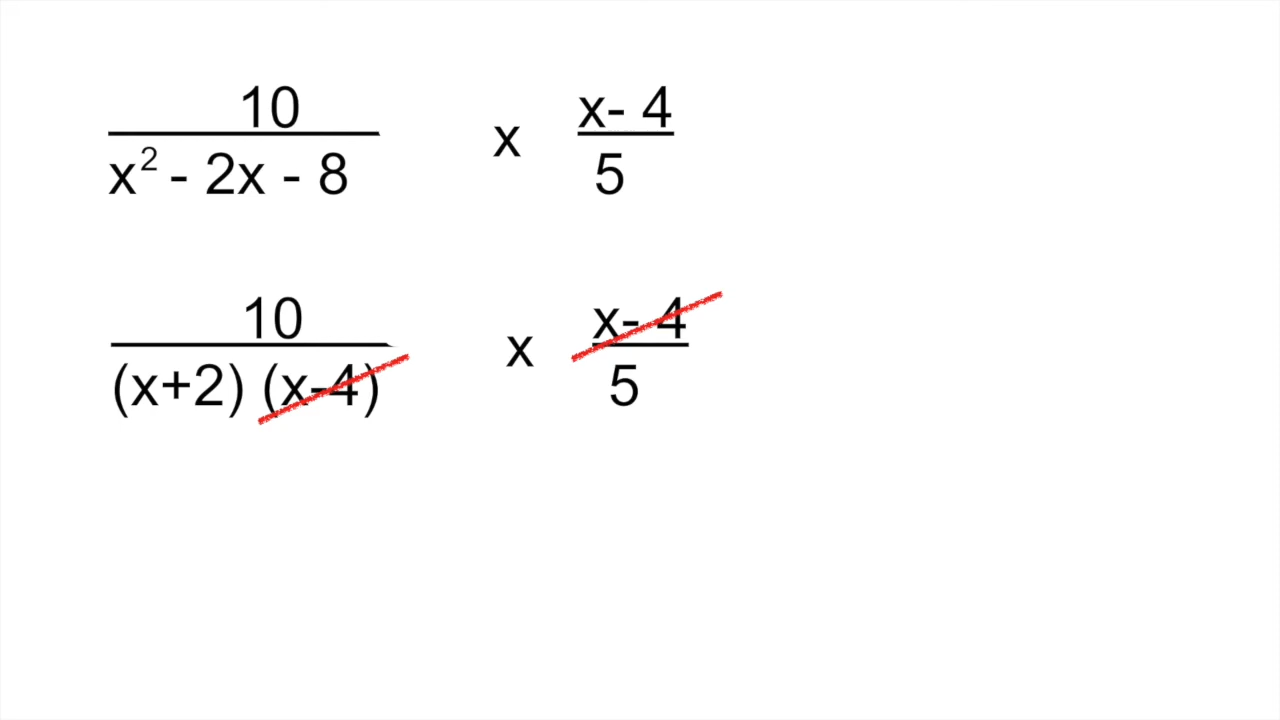 10 x- 4
x² - 2x - 8 x 5
10 x- 4
(x+2) (x-4) x 5